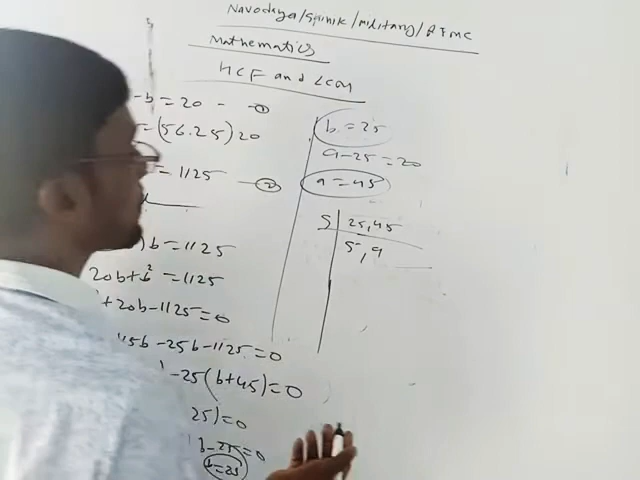 Navodaya/Sainik/Military/RIMC
Mathematics
HCF and LCM
-b = 20 - ①
= (56.25) 20
= 1125 - ②
)b = 1125
20b + b² = 1125
+ 20b - 1125 = 0
45b - 25b - 1125 = 0
- 25(b + 45) = 0
25) = 0
b - 25 = 0
b = 25
b = 25
a - 25 = 20
a = 45
5 | 25, 45
5, 9